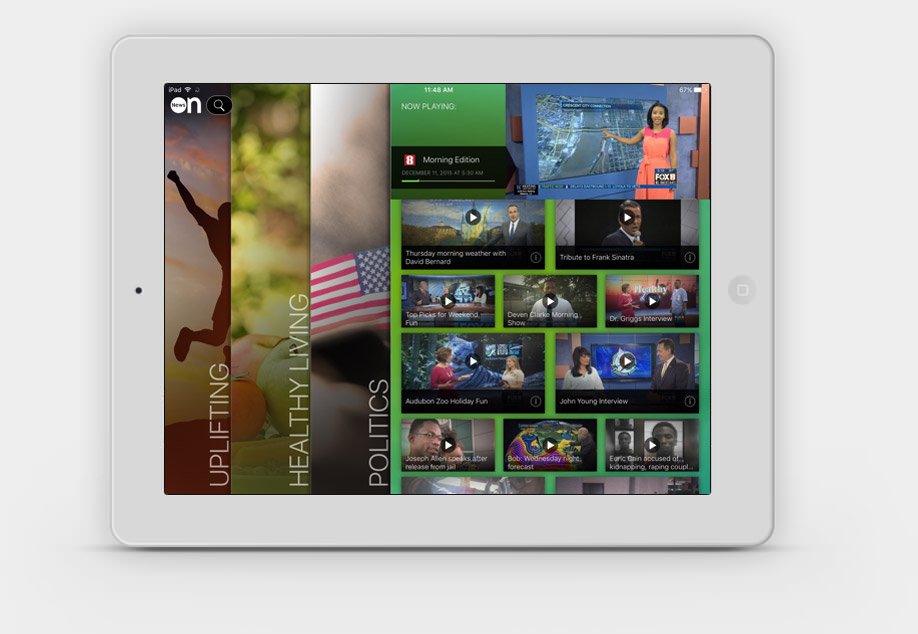 iPad
11:48 AM
67%
News
on
NOW PLAYING:
8
Morning Edition
DECEMBER 11, 2015 AT 5:30 AM
CRESCENT CITY CONNECTION
FOX8
Thursday morning weather with
David Bernard
Tribute to Frank Sinatra
Top Picks for Weekend
Fun
Deven Clarke Morning
Show
Healthy
Dr. Griggs Interview
Audubon Zoo Holiday Fun
John Young Interview
Joseph Allen speaks after
release from jail
Bob: Wednesday night
forecast
Euric Cain accused of
kidnapping, raping coupl...
UPLIFTING
HEALTHY LIVING
POLITICS